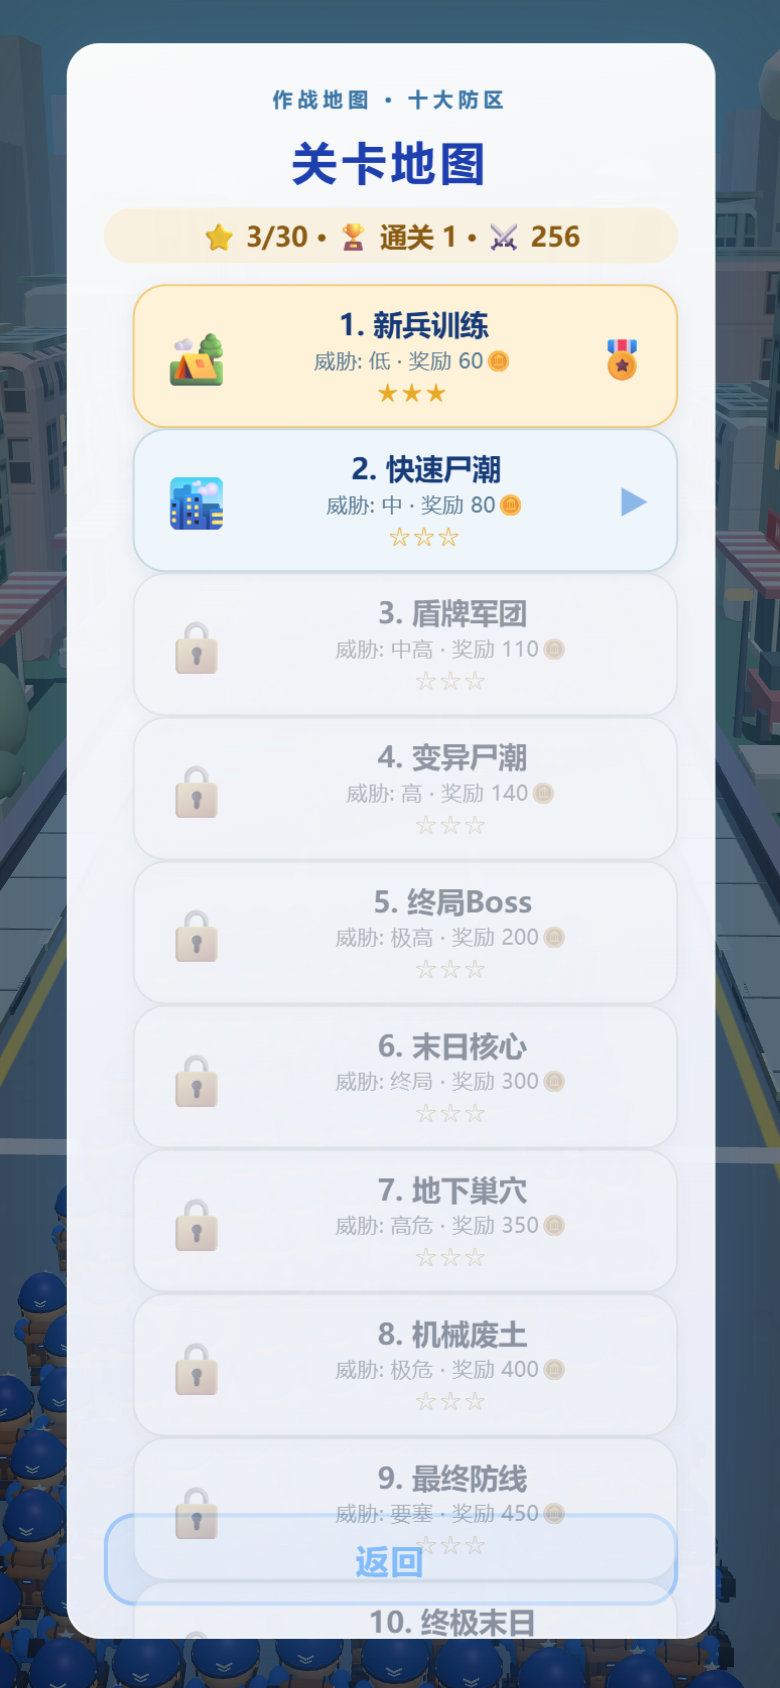 作战地图 • 十大防区
关卡地图
3/30 • 通关 1 • 256
1. 新兵训练
威胁: 低 · 奖励 60
★★★
2. 快速尸潮
威胁: 中 · 奖励 80
☆☆☆
3. 盾牌军团
威胁: 中高 · 奖励 110
☆☆☆
4. 变异尸潮
威胁: 高 · 奖励 140
☆☆☆
5. 终局Boss
威胁: 极高 · 奖励 200
☆☆☆
6. 末日核心
威胁: 终局 · 奖励 300
☆☆☆
7. 地下巢穴
威胁: 高危 · 奖励 350
☆☆☆
8. 机械废土
威胁: 极危 · 奖励 400
☆☆☆
9. 最终防线
威胁: 要塞 · 奖励 450
☆☆☆
返回
10. 终极末日